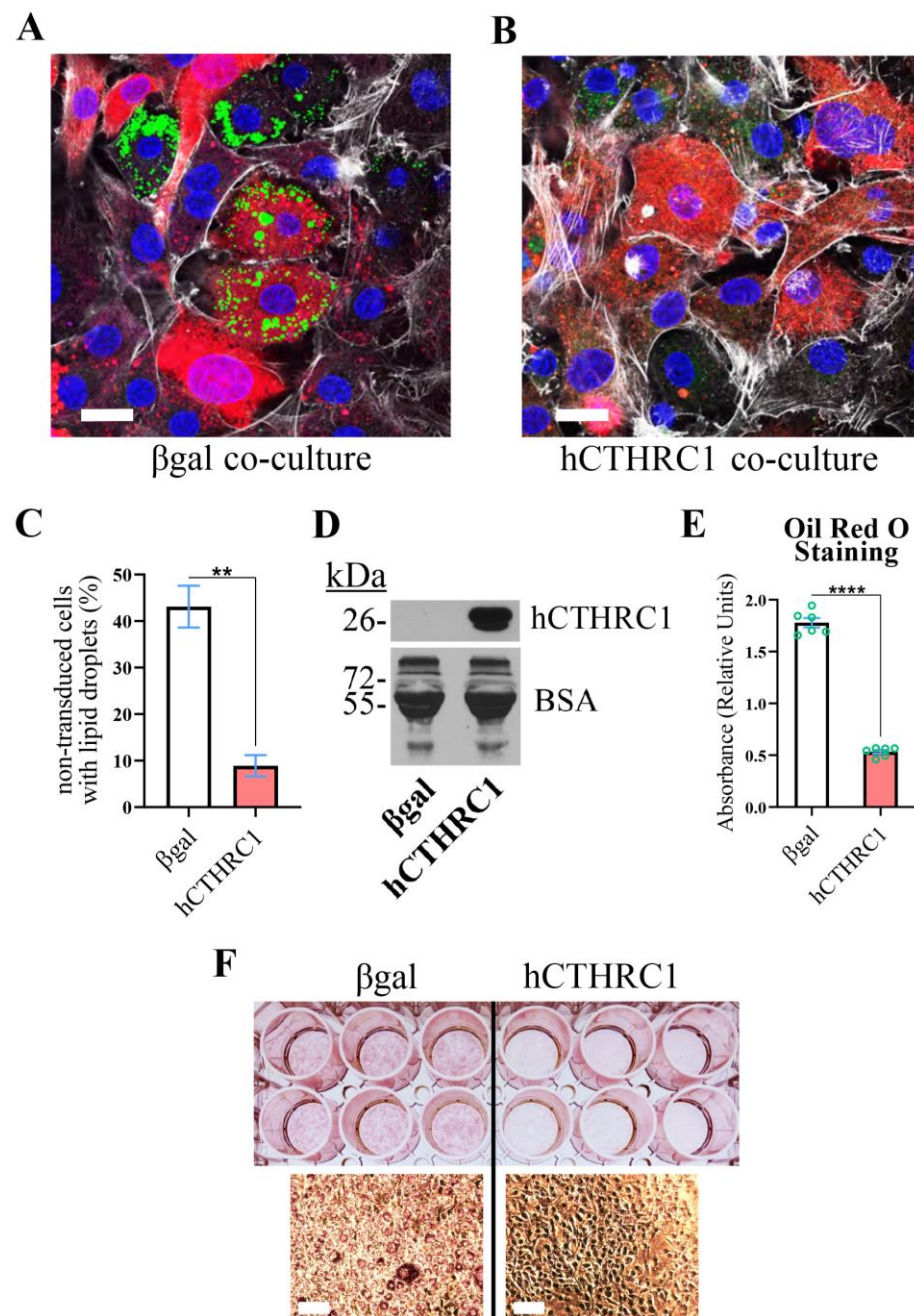 A
B
βgal co-culture
hCTHRC1 co-culture
C
non-transduced cells
with lipid droplets (%)
50
40
30
20
10
0
**
βgal
hCTHRC1
D
kDa
26-
72-
55-
hCTHRC1
BSA
βgal
hCTHRC1
E
Oil Red O
Staining
Absorbance (Relative Units)
2.0
1.5
1.0
0.5
0.0
****
βgal
hCTHRC1
F
βgal
hCTHRC1